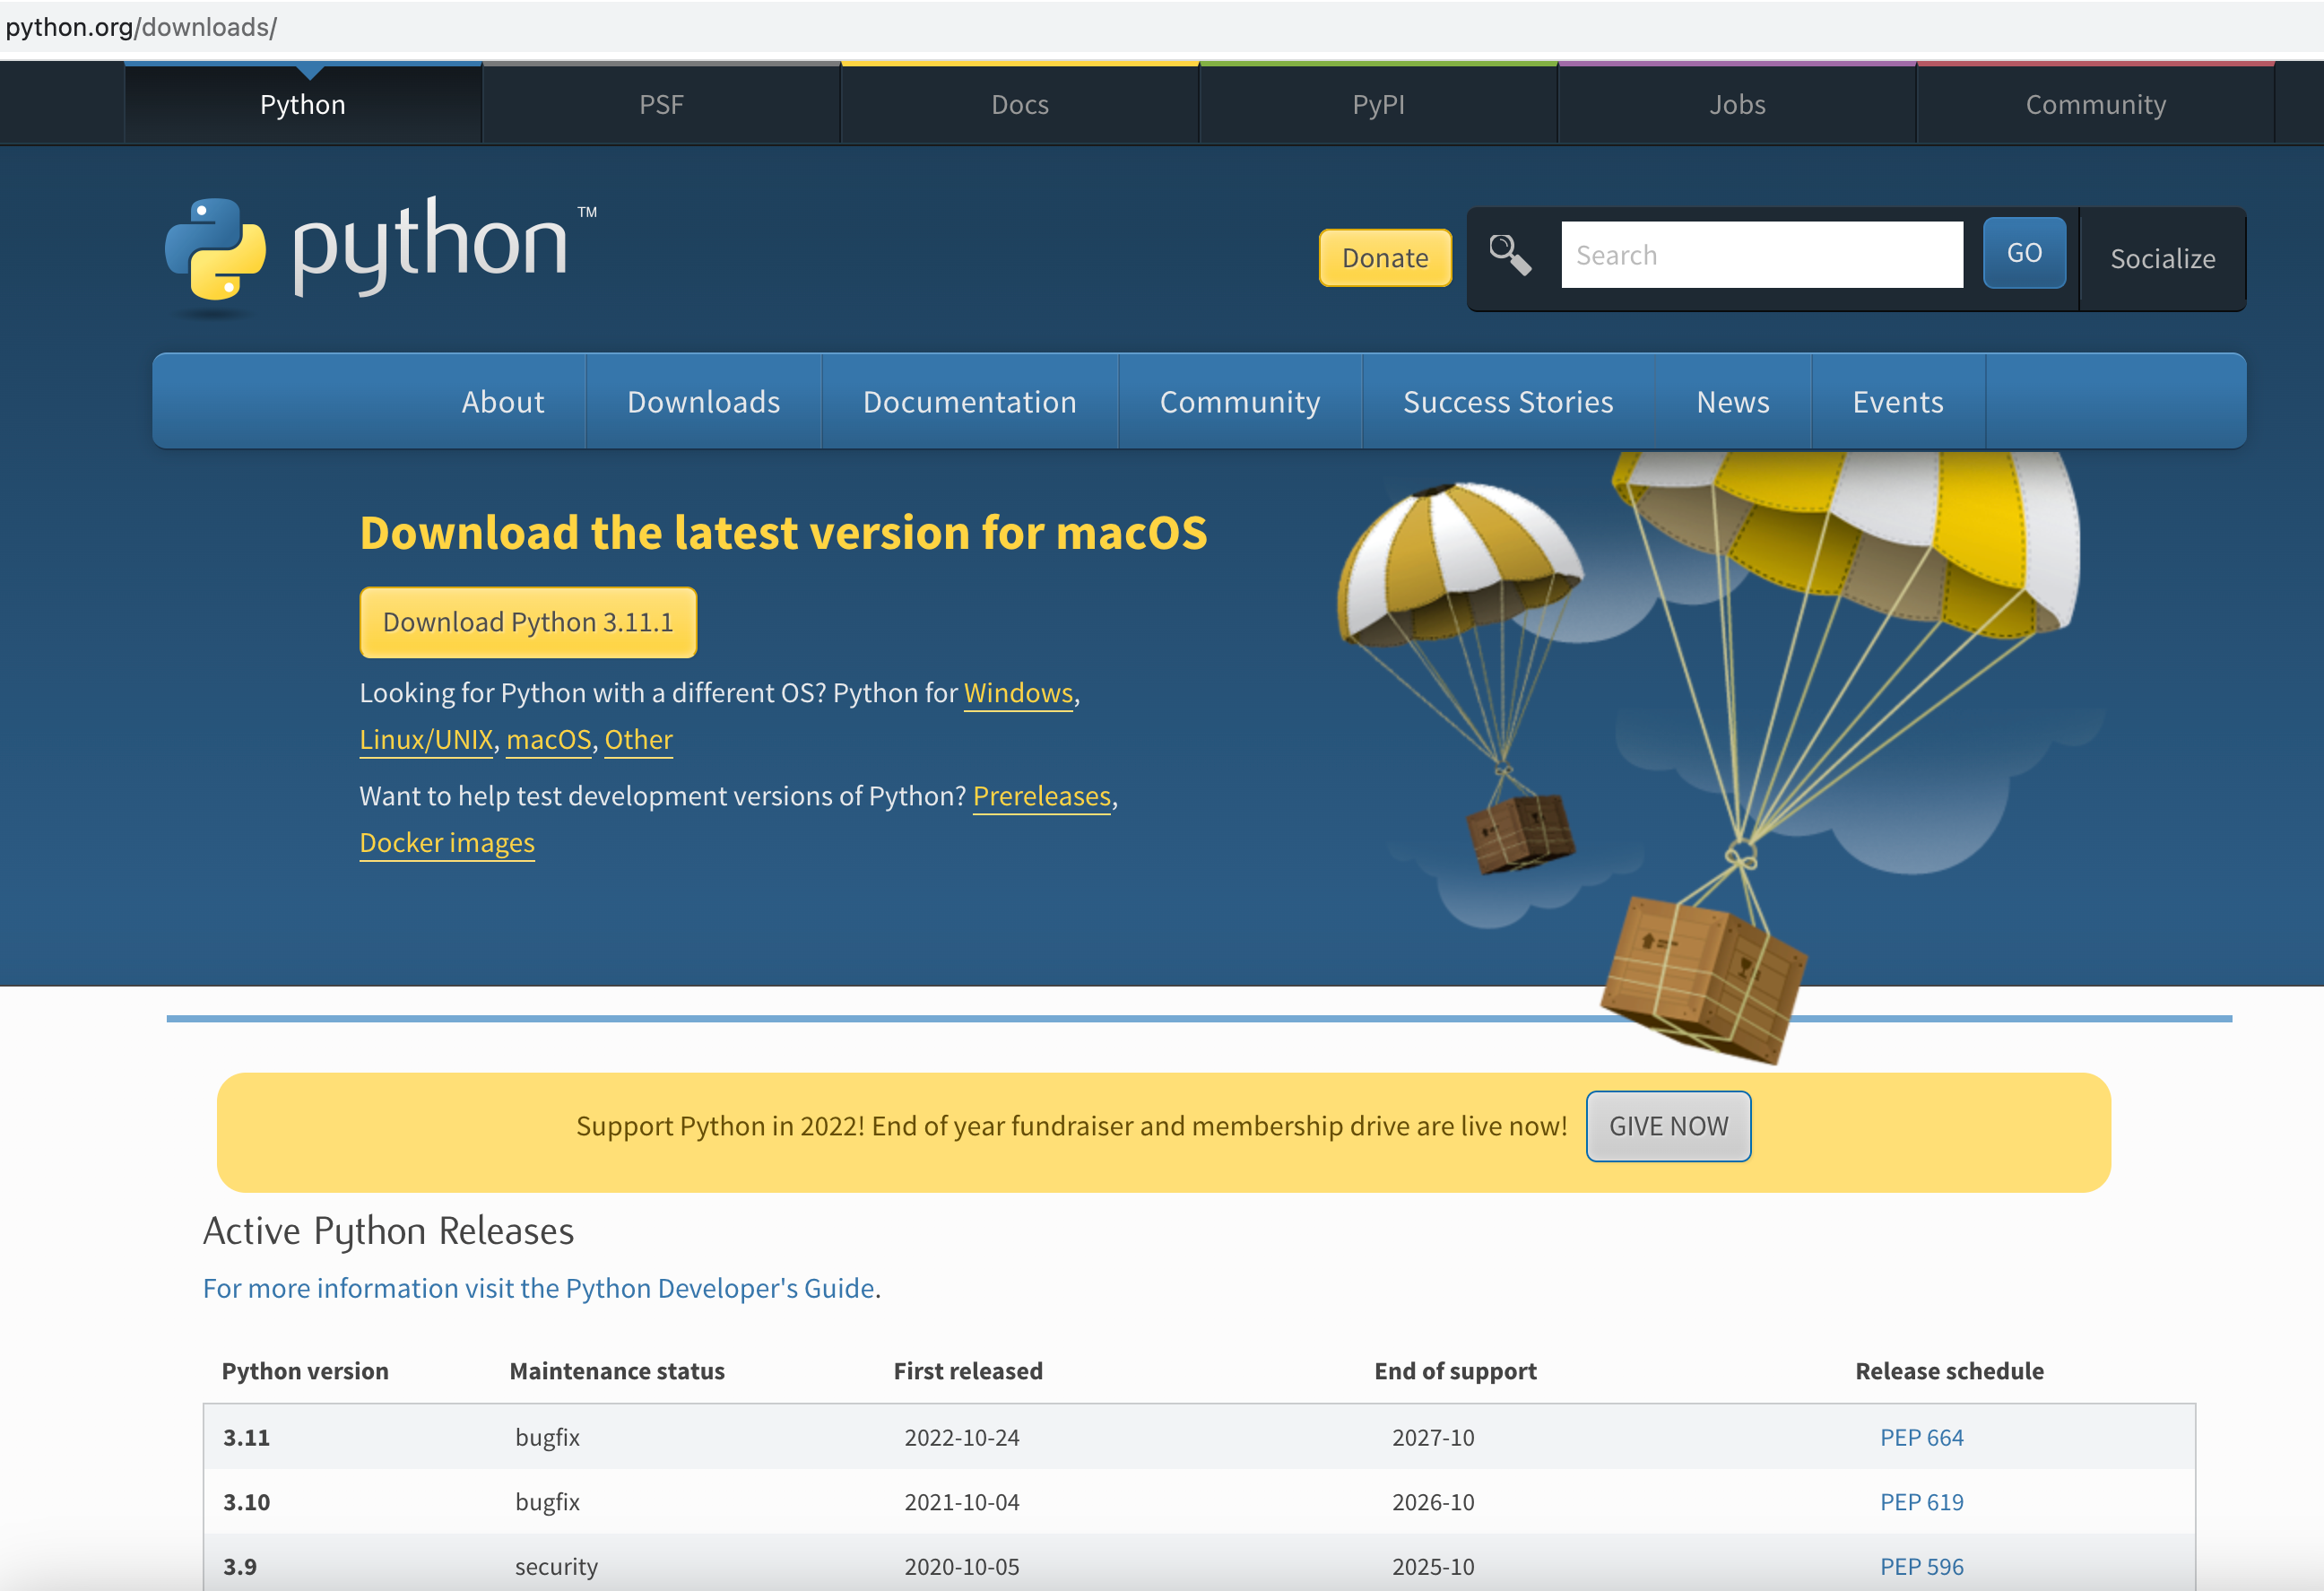 python.org/downloads/
Python PSF Docs PyPI Jobs Community
python™
Donate Search GO Socialize
About Downloads Documentation Community Success Stories News Events
Download the latest version for macOS
Download Python 3.11.1
Looking for Python with a different OS? Python for Windows,
Linux/UNIX, macOS, Other
Want to help test development versions of Python? Prereleases,
Docker images
Support Python in 2022! End of year fundraiser and membership drive are live now! GIVE NOW
Active Python Releases
For more information visit the Python Developer's Guide.
Python version Maintenance status First released End of support Release schedule
3.11 bugfix 2022-10-24 2027-10 PEP 664
3.10 bugfix 2021-10-04 2026-10 PEP 619
3.9 security 2020-10-05 2025-10 PEP 596